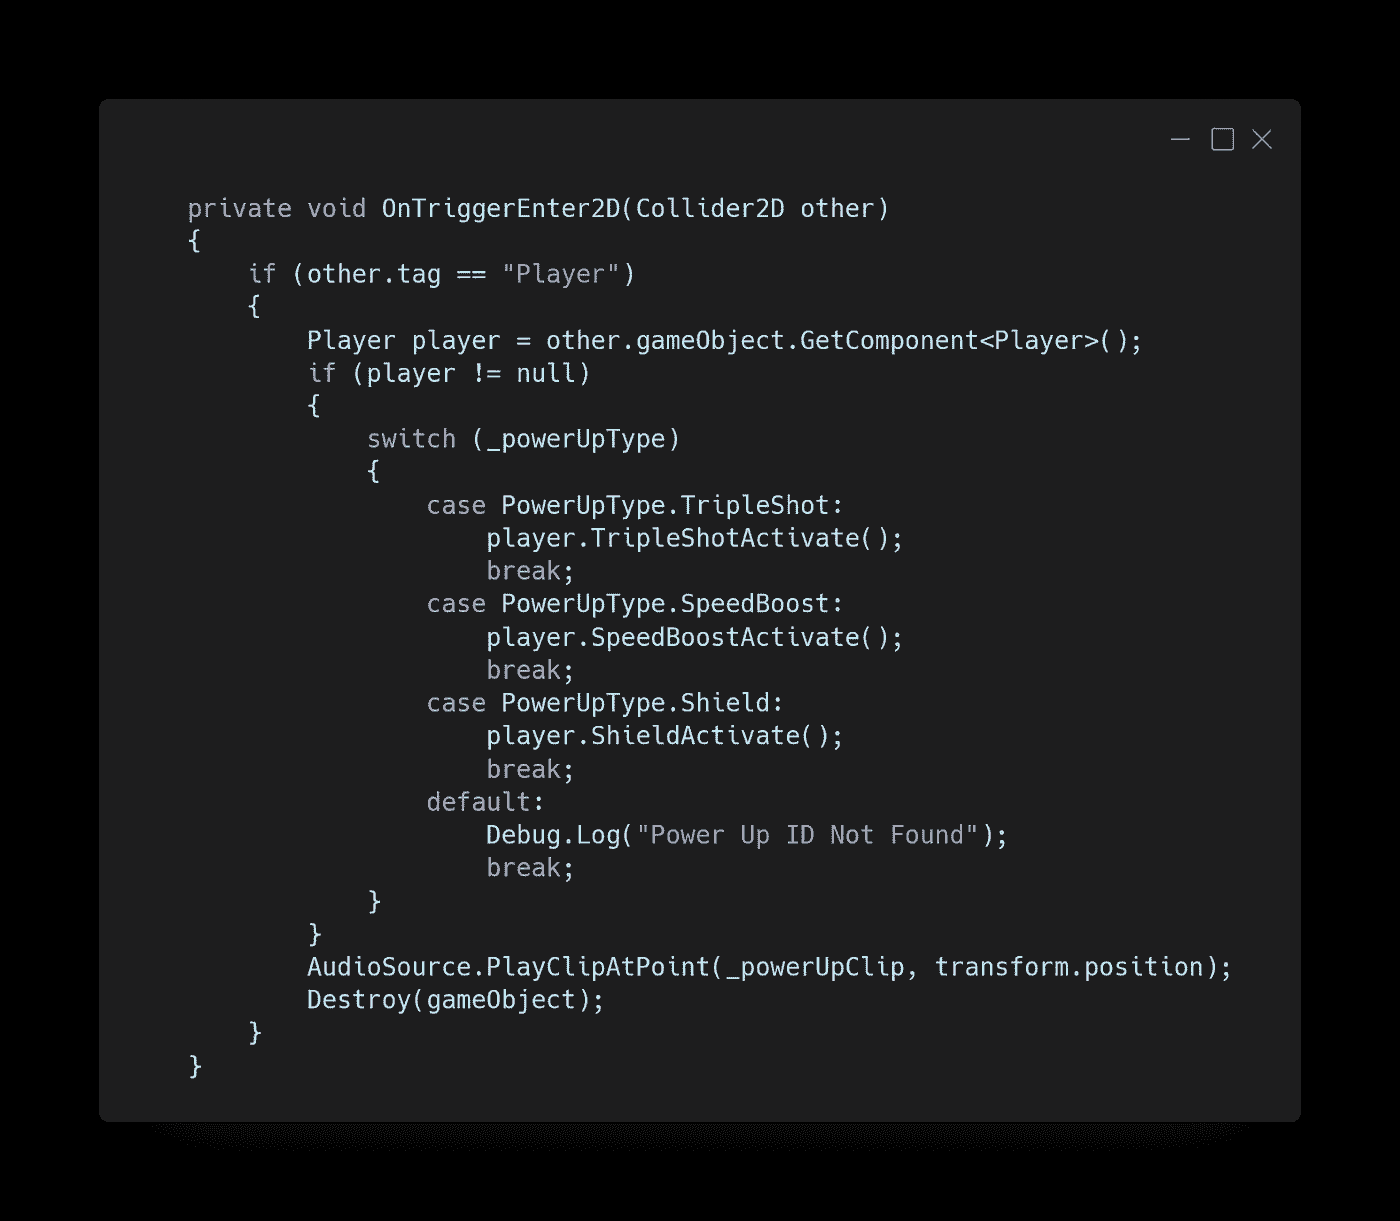 private void OnTriggerEnter2D(Collider2D other)
{
    if (other.tag == "Player")
    {
        Player player = other.gameObject.GetComponent<Player>();
        if (player != null)
        {
            switch (_powerUpType)
            {
                case PowerUpType.TripleShot:
                    player.TripleShotActivate();
                    break;
                case PowerUpType.SpeedBoost:
                    player.SpeedBoostActivate();
                    break;
                case PowerUpType.Shield:
                    player.ShieldActivate();
                    break;
                default:
                    Debug.Log("Power Up ID Not Found");
                    break;
            }
        }
        AudioSource.PlayClipAtPoint(_powerUpClip, transform.position);
        Destroy(gameObject);
    }
}